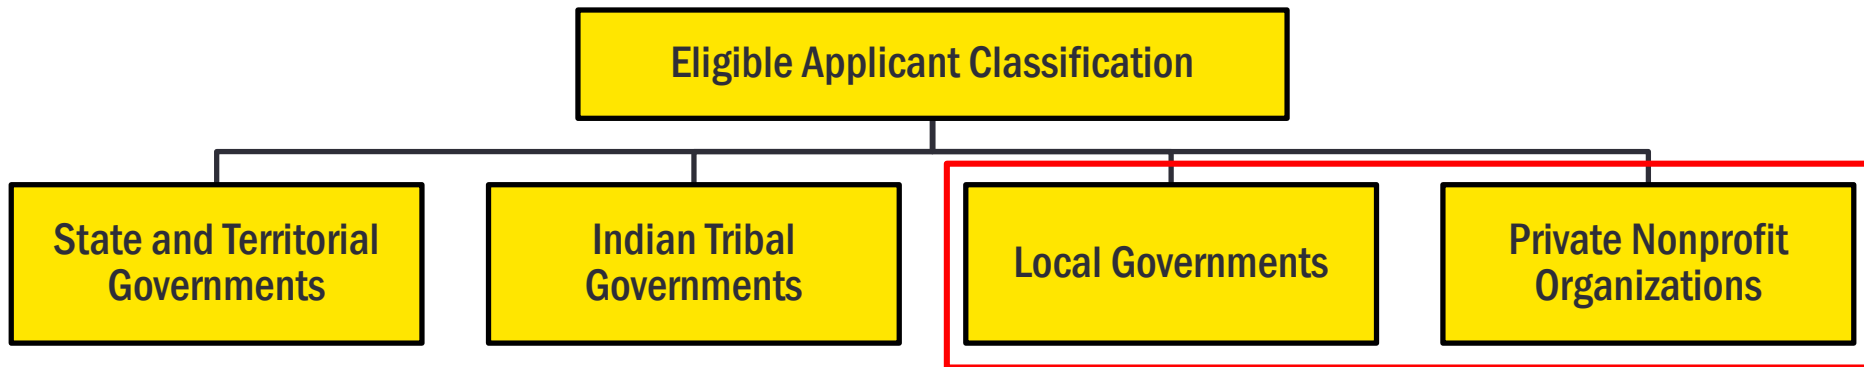 Eligible Applicant Classification
State and Territorial
Governments
Indian Tribal
Governments
Local Governments
Private Nonprofit
Organizations